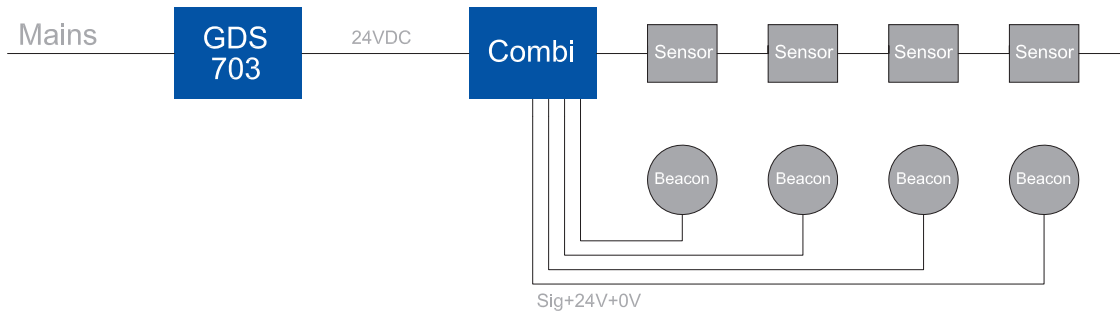 Mains
GDS
703
24VDC
Combi
Sensor
Sensor
Sensor
Sensor
Beacon
Beacon
Beacon
Beacon
Sig+24V+0V